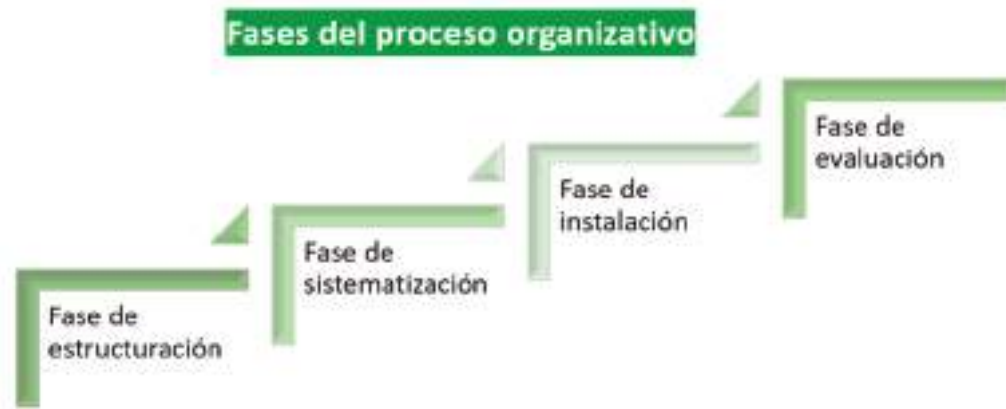 Fases del proceso organizativo
Fase de
estructuración
Fase de
sistematización
Fase de
instalación
Fase de
evaluación